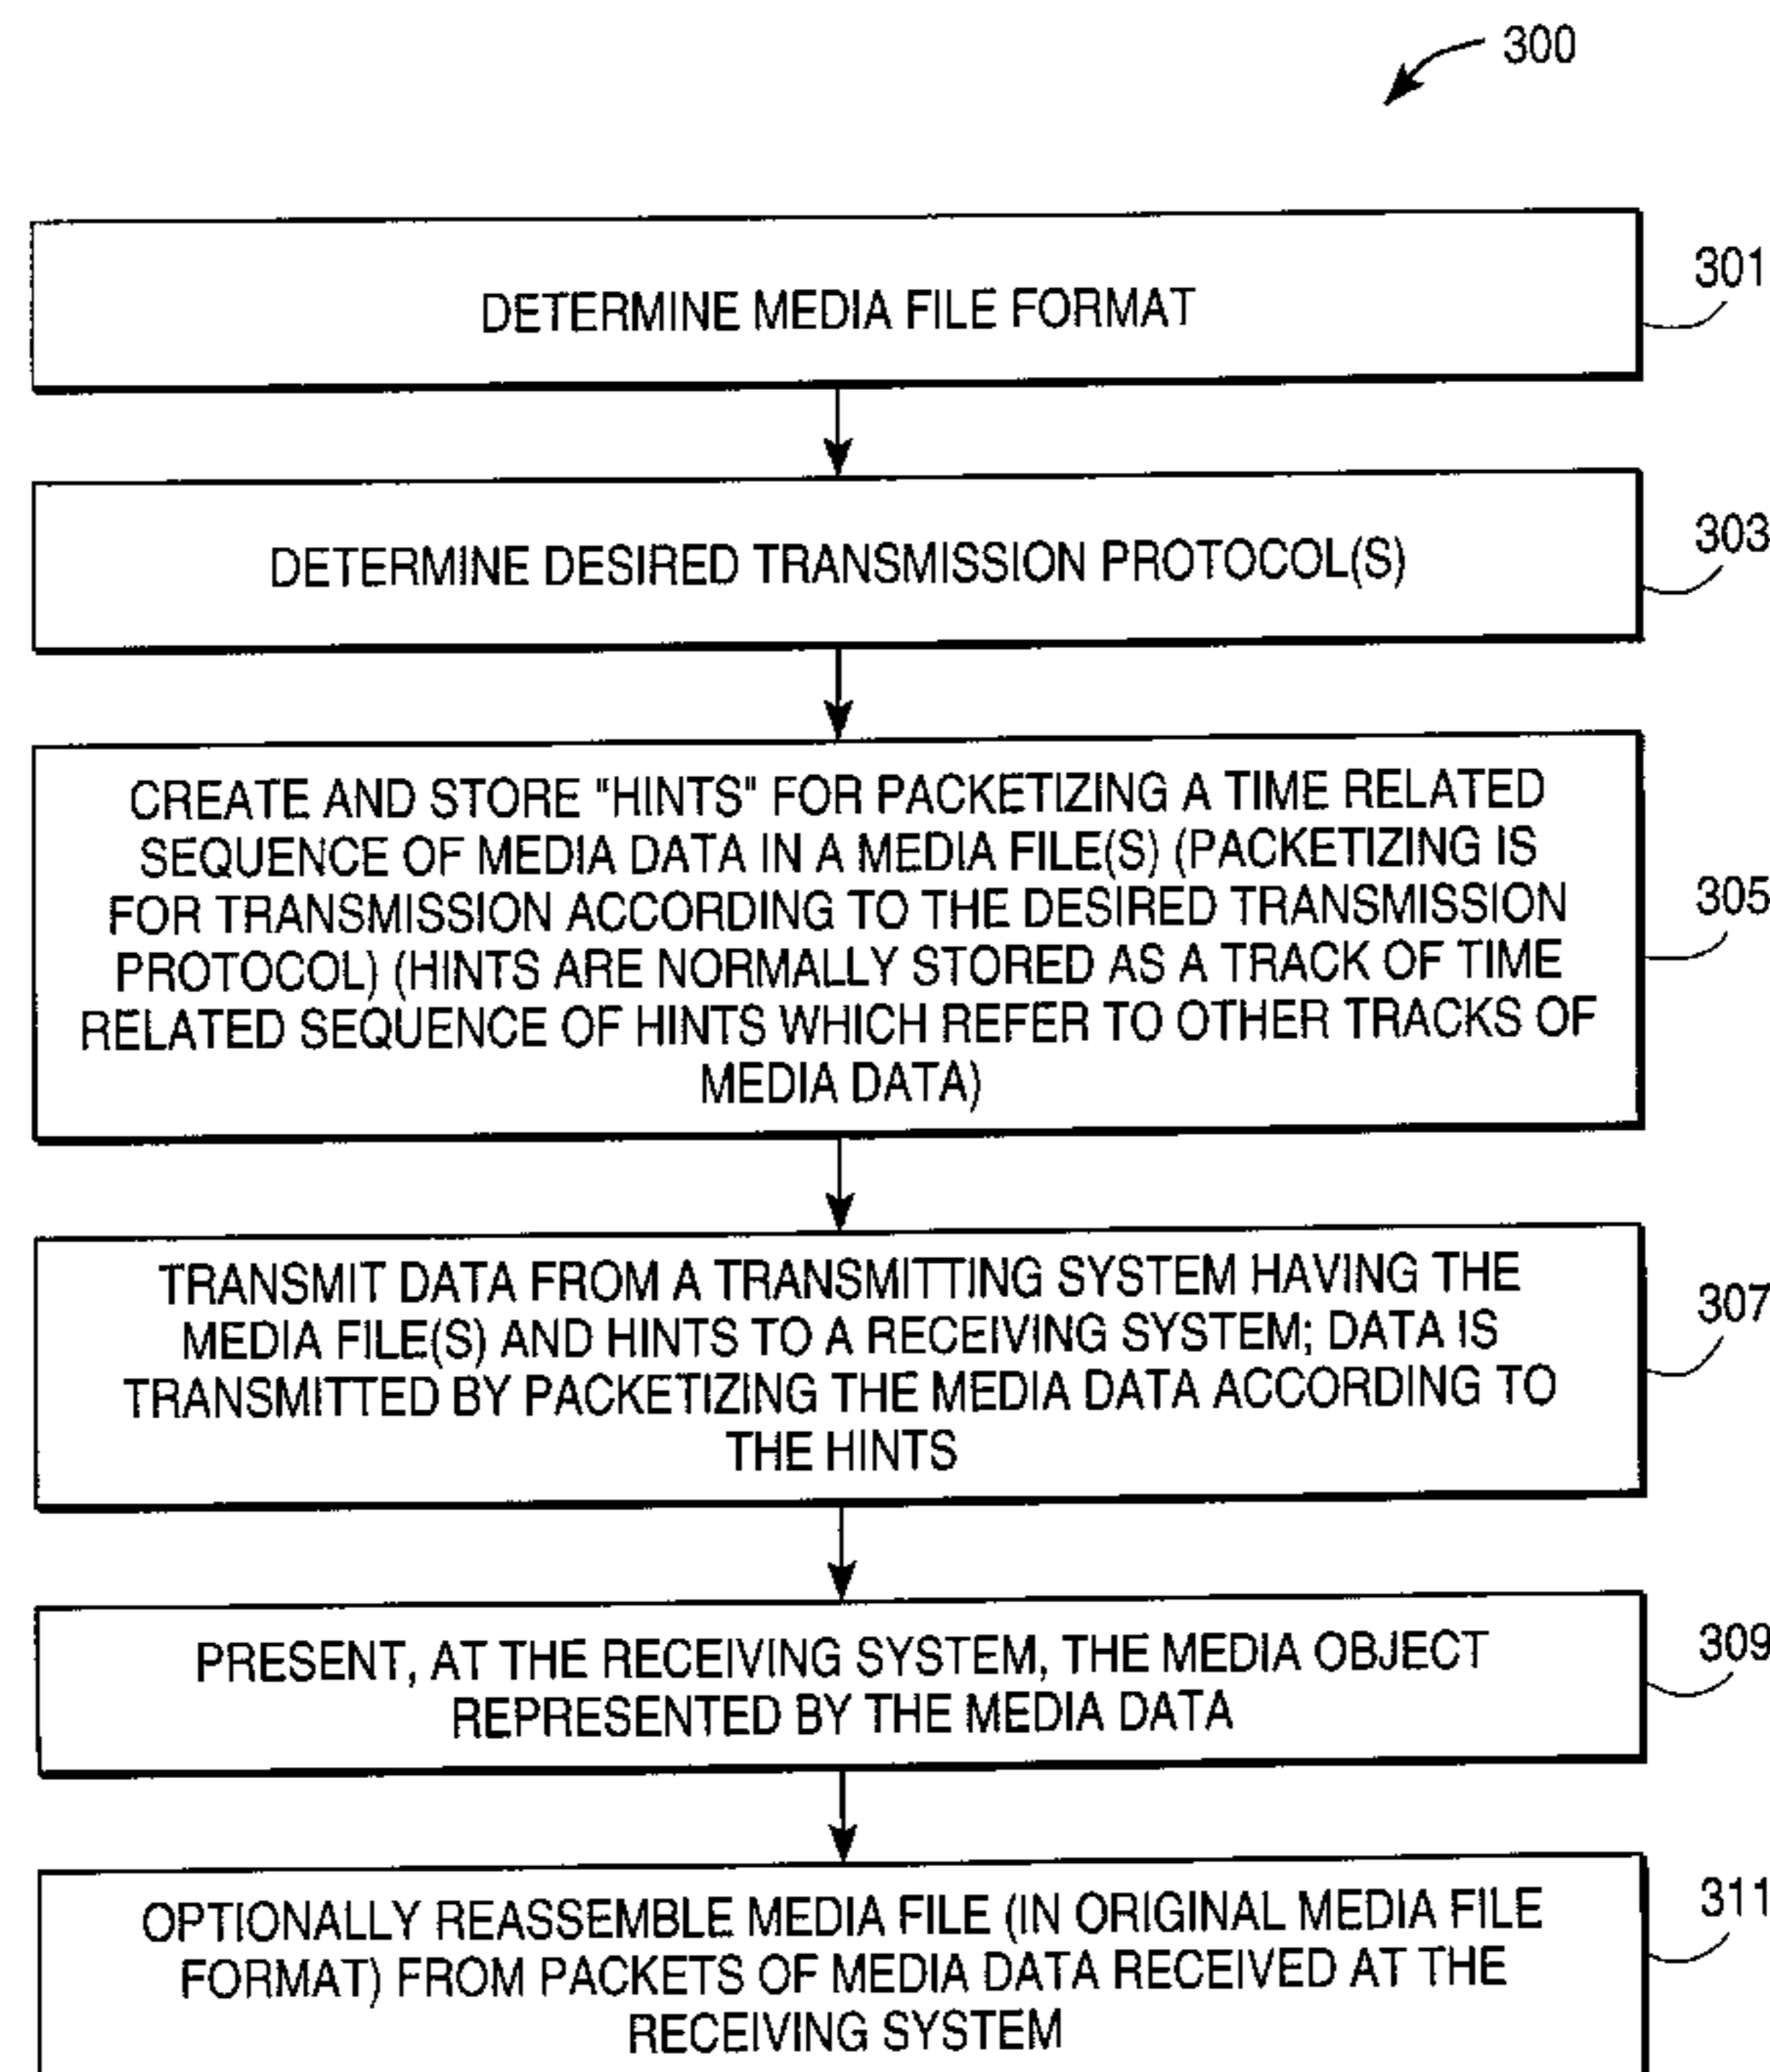 300
DETERMINE MEDIA FILE FORMAT
301
DETERMINE DESIRED TRANSMISSION PROTOCOL(S)
303
CREATE AND STORE "HINTS" FOR PACKETIZING A TIME RELATED
SEQUENCE OF MEDIA DATA IN A MEDIA FILE(S) (PACKETIZING IS
FOR TRANSMISSION ACCORDING TO THE DESIRED TRANSMISSION
PROTOCOL) (HINTS ARE NORMALLY STORED AS A TRACK OF TIME
RELATED SEQUENCE OF HINTS WHICH REFER TO OTHER TRACKS OF
MEDIA DATA)
305
TRANSMIT DATA FROM A TRANSMITTING SYSTEM HAVING THE
MEDIA FILE(S) AND HINTS TO A RECEIVING SYSTEM; DATA IS
TRANSMITTED BY PACKETIZING THE MEDIA DATA ACCORDING TO
THE HINTS
307
PRESENT, AT THE RECEIVING SYSTEM, THE MEDIA OBJECT
REPRESENTED BY THE MEDIA DATA
309
OPTIONALLY REASSEMBLE MEDIA FILE (IN ORIGINAL MEDIA FILE
FORMAT) FROM PACKETS OF MEDIA DATA RECEIVED AT THE
RECEIVING SYSTEM
311